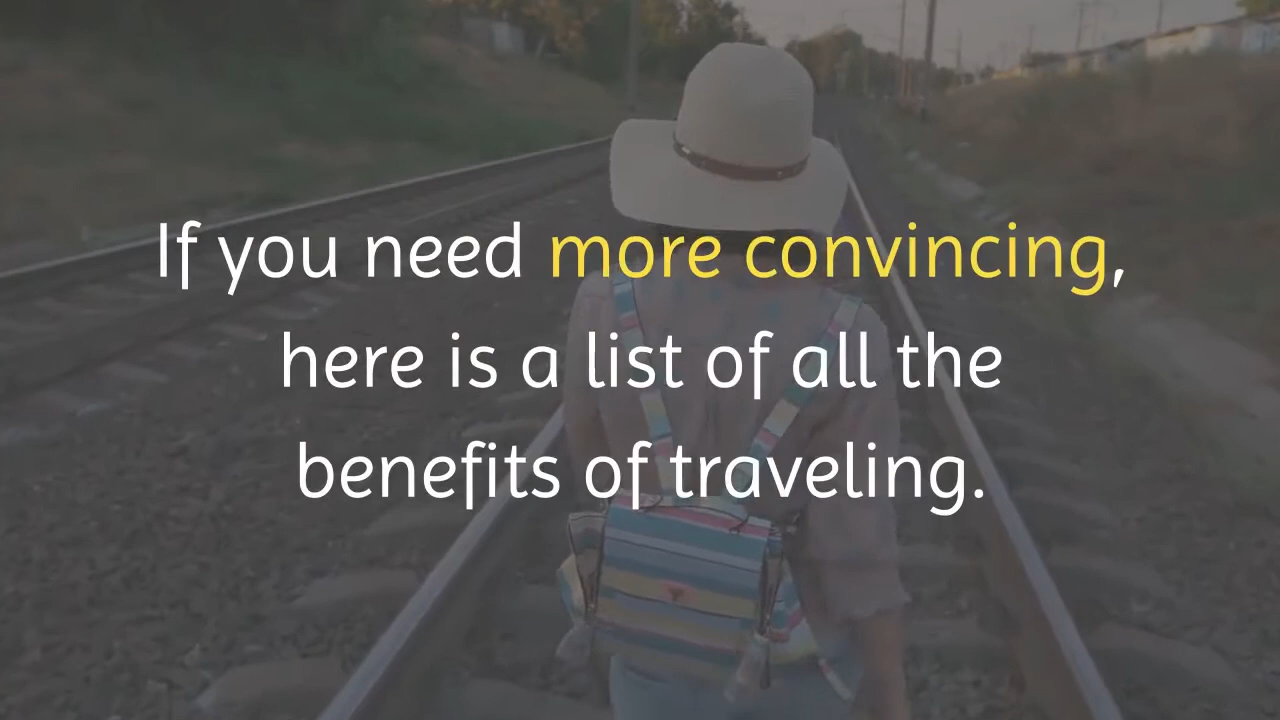 If you need more convincing,
here is a list of all the
benefits of traveling.